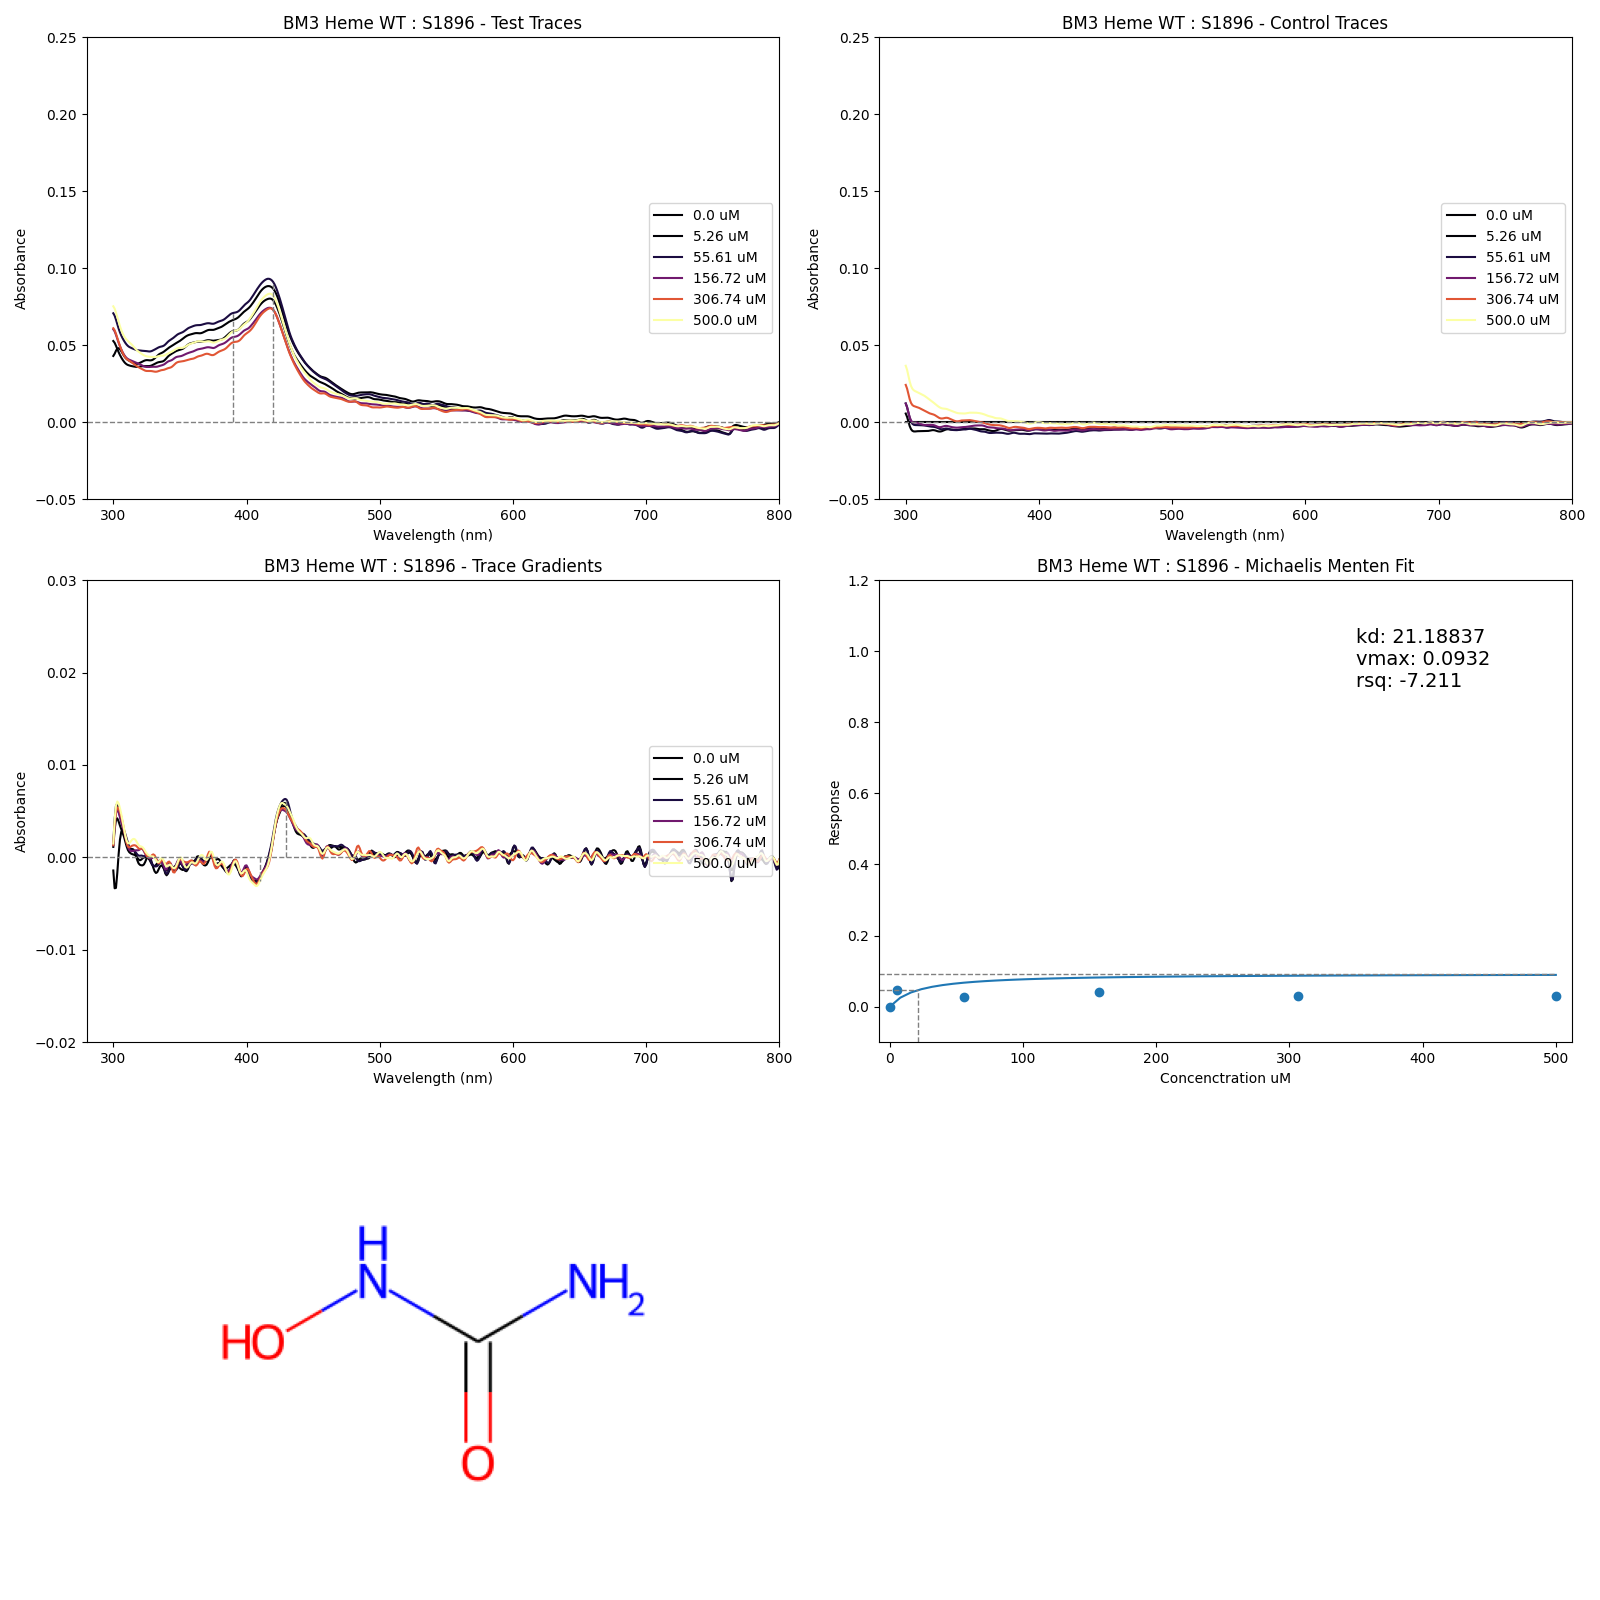 BM3 Heme WT : S1896 - Test Traces
0.25
0.20
0.15
0.10
0.05
0.00
−0.05
Absorbance
300 400 500 600 700 800
Wavelength (nm)
0.0 uM
5.26 uM
55.61 uM
156.72 uM
306.74 uM
500.0 uM
BM3 Heme WT : S1896 - Control Traces
0.25
0.20
0.15
0.10
0.05
0.00
−0.05
Absorbance
300 400 500 600 700 800
Wavelength (nm)
0.0 uM
5.26 uM
55.61 uM
156.72 uM
306.74 uM
500.0 uM
BM3 Heme WT : S1896 - Trace Gradients
0.03
0.02
0.01
0.00
−0.01
−0.02
Absorbance
300 400 500 600 700 800
Wavelength (nm)
0.0 uM
5.26 uM
55.61 uM
156.72 uM
306.74 uM
500.0 uM
BM3 Heme WT : S1896 - Michaelis Menten Fit
1.2
1.0
0.8
0.6
0.4
0.2
0.0
Response
0 100 200 300 400 500
Concenctration uM
kd: 21.18837
vmax: 0.0932
rsq: -7.211
H
N
NH2
HO
O